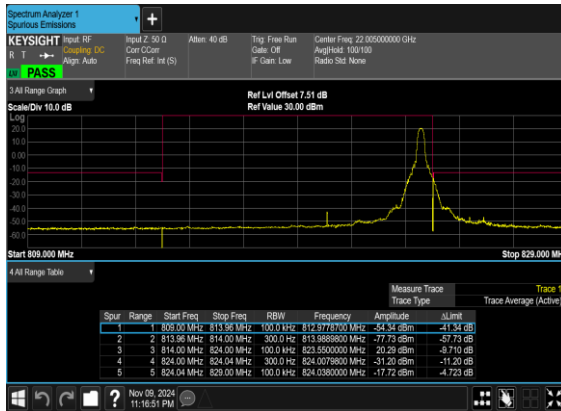 Spectrum Analyzer 1
Spurious Emissions
KEYSIGHT Input: RF Input Z: 50 Ω Atten: 40 dB Trig: Free Run Center Freq: 22.005000000 GHz
R T Coupling: DC Corr CCorr Gate: Off Avg|Hold: 100/100
Align: Auto Freq Ref: Int (S) IF Gain: Low Radio Std: None
PASS
3 All Range Graph
Ref Lvl Offset 7.51 dB
Scale/Div 10.0 dB Ref Value 30.00 dBm
Log
20.0
10.0
0.00
-10.0
-20.0
-30.0
-40.0
-50.0
-60.0
Start 809.000 MHz Stop 829.000 MHz
4 All Range Table
Measure Trace Trace 1
Trace Type Trace Average (Active)
Spur Range Start Freq Stop Freq RBW Frequency Amplitude ΔLimit
1 1 809.00 MHz 813.96 MHz 100.0 kHz 812.9778700 MHz -54.34 dBm -41.34 dB
2 2 813.96 MHz 814.00 MHz 300.0 Hz 813.9889800 MHz -77.73 dBm -57.73 dB
3 3 814.00 MHz 824.00 MHz 100.0 kHz 823.5500000 MHz 20.29 dBm -9.710 dB
4 4 824.00 MHz 824.04 MHz 300.0 Hz 824.0079800 MHz -31.20 dBm -11.20 dB
5 5 824.04 MHz 829.00 MHz 100.0 kHz 824.0380000 MHz -17.72 dBm -4.723 dB
?
Nov 09, 2024
11:16:51 PM